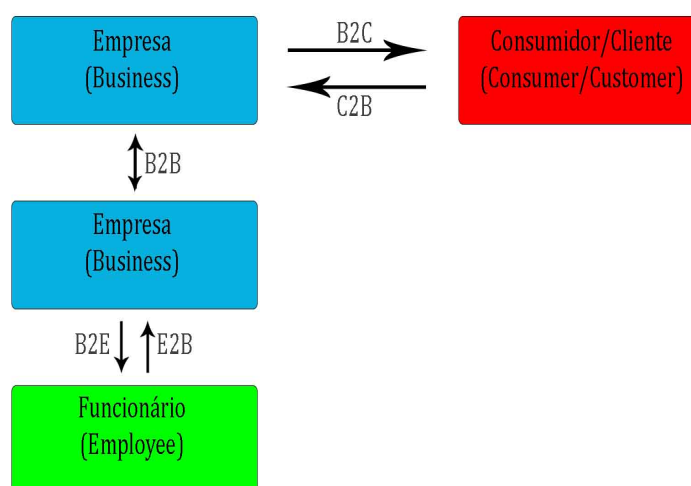 Empresa
(Business)
B2C
C2B
Consumidor/Cliente
(Consumer/Customer)
B2B
Empresa
(Business)
B2E
E2B
Funcionário
(Employee)